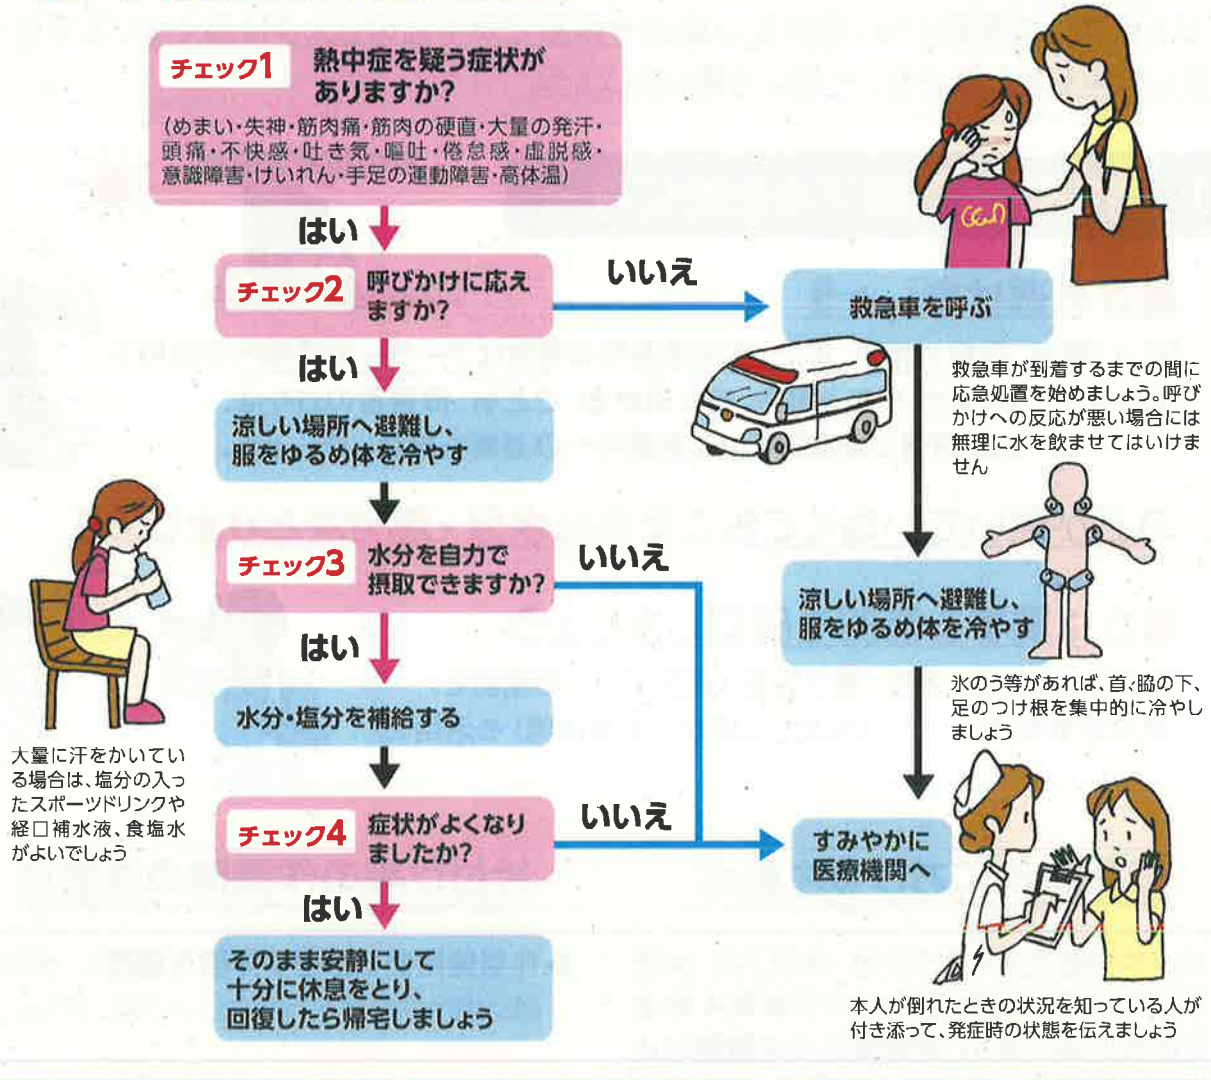 チェック1
熱中症を疑う症状が
ありますか?
(めまい・失神・筋肉痛・筋肉の硬直・大量の発汗・
頭痛・不快感・吐き気・嘔吐・倦怠感・虚脱感・
意識障害・けいれん・手足の運動障害・高体温)
はい
チェック2
呼びかけに応え
ますか?
いいえ
救急車を呼ぶ
救急車が到着するまでの間に
応急処置を始めましょう。呼び
かけへの反応が悪い場合には
無理に水を飲ませてはいけま
せん
はい
涼しい場所へ避難し、
服をゆるめ体を冷やす
チェック3
水分を自力で
摂取できますか?
いいえ
涼しい場所へ避難し、
服をゆるめ体を冷やす
氷のう等があれば、首、脇の下、
足のつけ根を集中的に冷やし
ましょう
はい
水分・塩分を補給する
大量に汗をかいてい
る場合は、塩分の入っ
たスポーツドリンクや
経口補水液、食塩水
がよいでしょう
チェック4
症状がよくなり
ましたか?
いいえ
すみやかに
医療機関へ
はい
そのまま安静にして
十分に休息をとり、
回復したら帰宅しましょう
本人が倒れたときの状況を知っている人が
付き添って、発症時の状態を伝えましょう